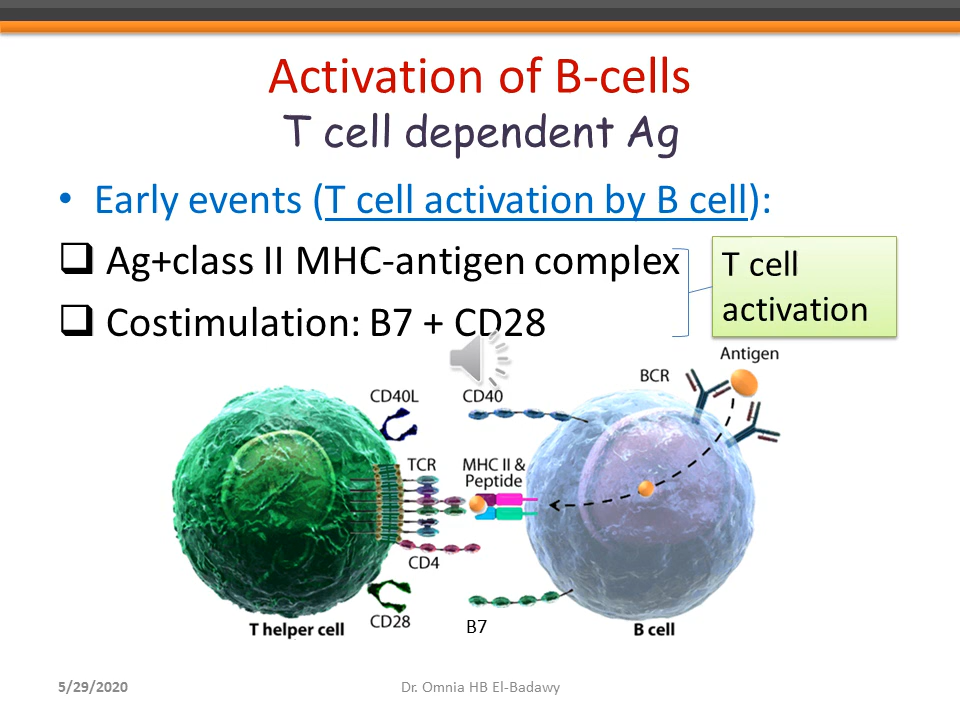 Activation of B-cells
T cell dependent Ag
• Early events (T cell activation by B cell):
❑ Ag+class II MHC-antigen complex
❑ Costimulation: B7 + CD28
T cell
activation
Antigen
BCR
CD40L
CD40
TCR
MHC II &
Peptide
CD4
CD28
B7
T helper cell
B cell
5/29/2020
Dr. Omnia HB El-Badawy